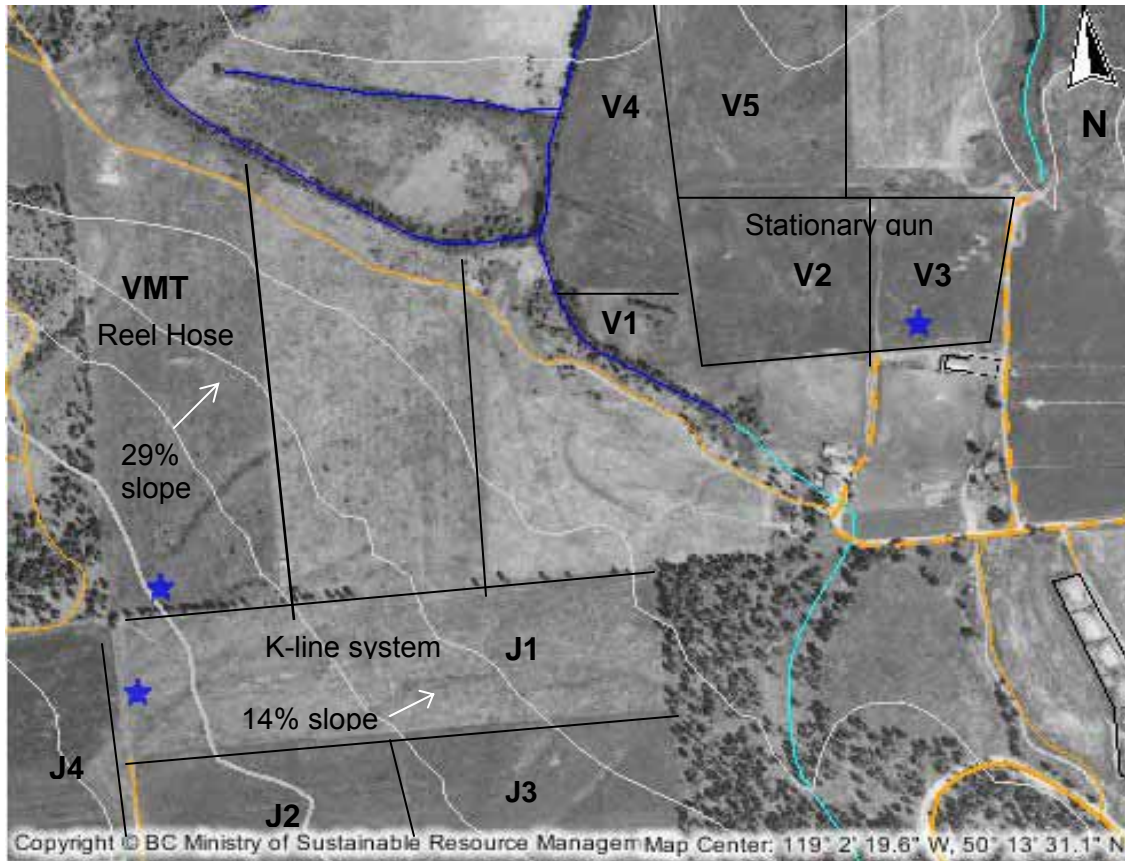 V4
V5
N
Stationary gun
V2
V3
VMT
Reel Hose
V1
29%
slope
K-line system
J1
14% slope
J4
J3
J2
Copyright © BC Ministry of Sustainable Resource Managem
Map Center: 119° 2' 19.6" W, 50° 13' 31.1" N